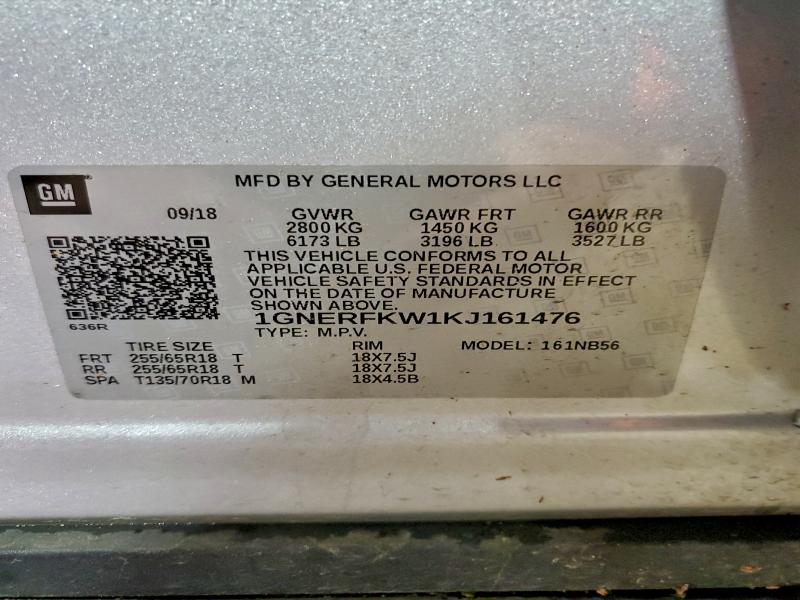 GM
MFD BY GENERAL MOTORS LLC
09/18 GVWR GAWR FRT GAWR RR
2800 KG 1450 KG 1600 KG
6173 LB 3196 LB 3527 LB
THIS VEHICLE CONFORMS TO ALL
APPLICABLE U.S. FEDERAL MOTOR
VEHICLE SAFETY STANDARDS IN EFFECT
ON THE DATE OF MANUFACTURE
SHOWN ABOVE.
1GNERFKW1KJ161476
636R
TYPE: M.P.V.
TIRE SIZE RIM MODEL: 161NB56
FRT 255/65R18 T 18X7.5J
RR 255/65R18 T 18X7.5J
SPA T135/70R18 M 18X4.5B